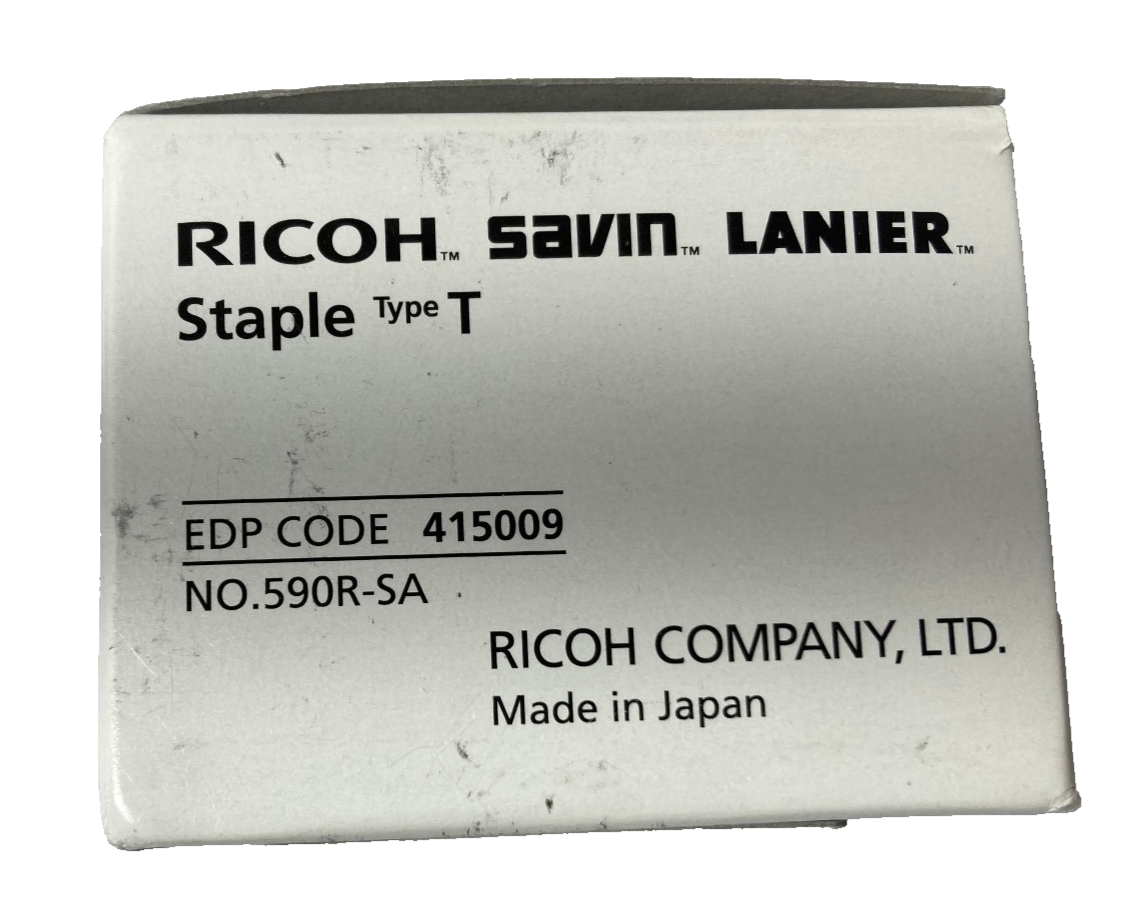 RICOH™ Savin™ LANIER™
Staple Type T
EDP CODE 415009
NO.590R-SA
RICOH COMPANY, LTD.
Made in Japan